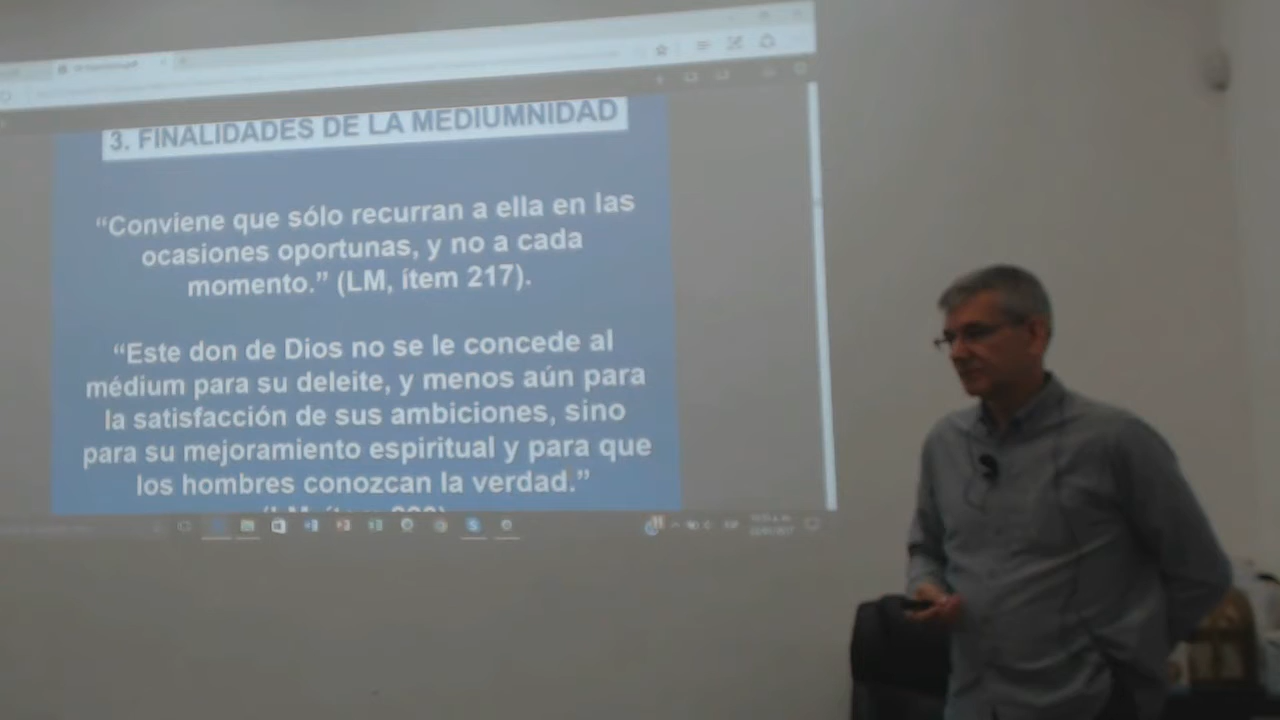 3. FINALIDADES DE LA MEDIUMNIDAD
“Conviene que sólo recurran a ella en las
ocasiones oportunas, y no a cada
momento.” (LM, ítem 217).
“Este don de Dios no se le concede al
médium para su deleite, y menos aún para
la satisfacción de sus ambiciones, sino
para su mejoramiento espiritual y para que
los hombres conozcan la verdad.”